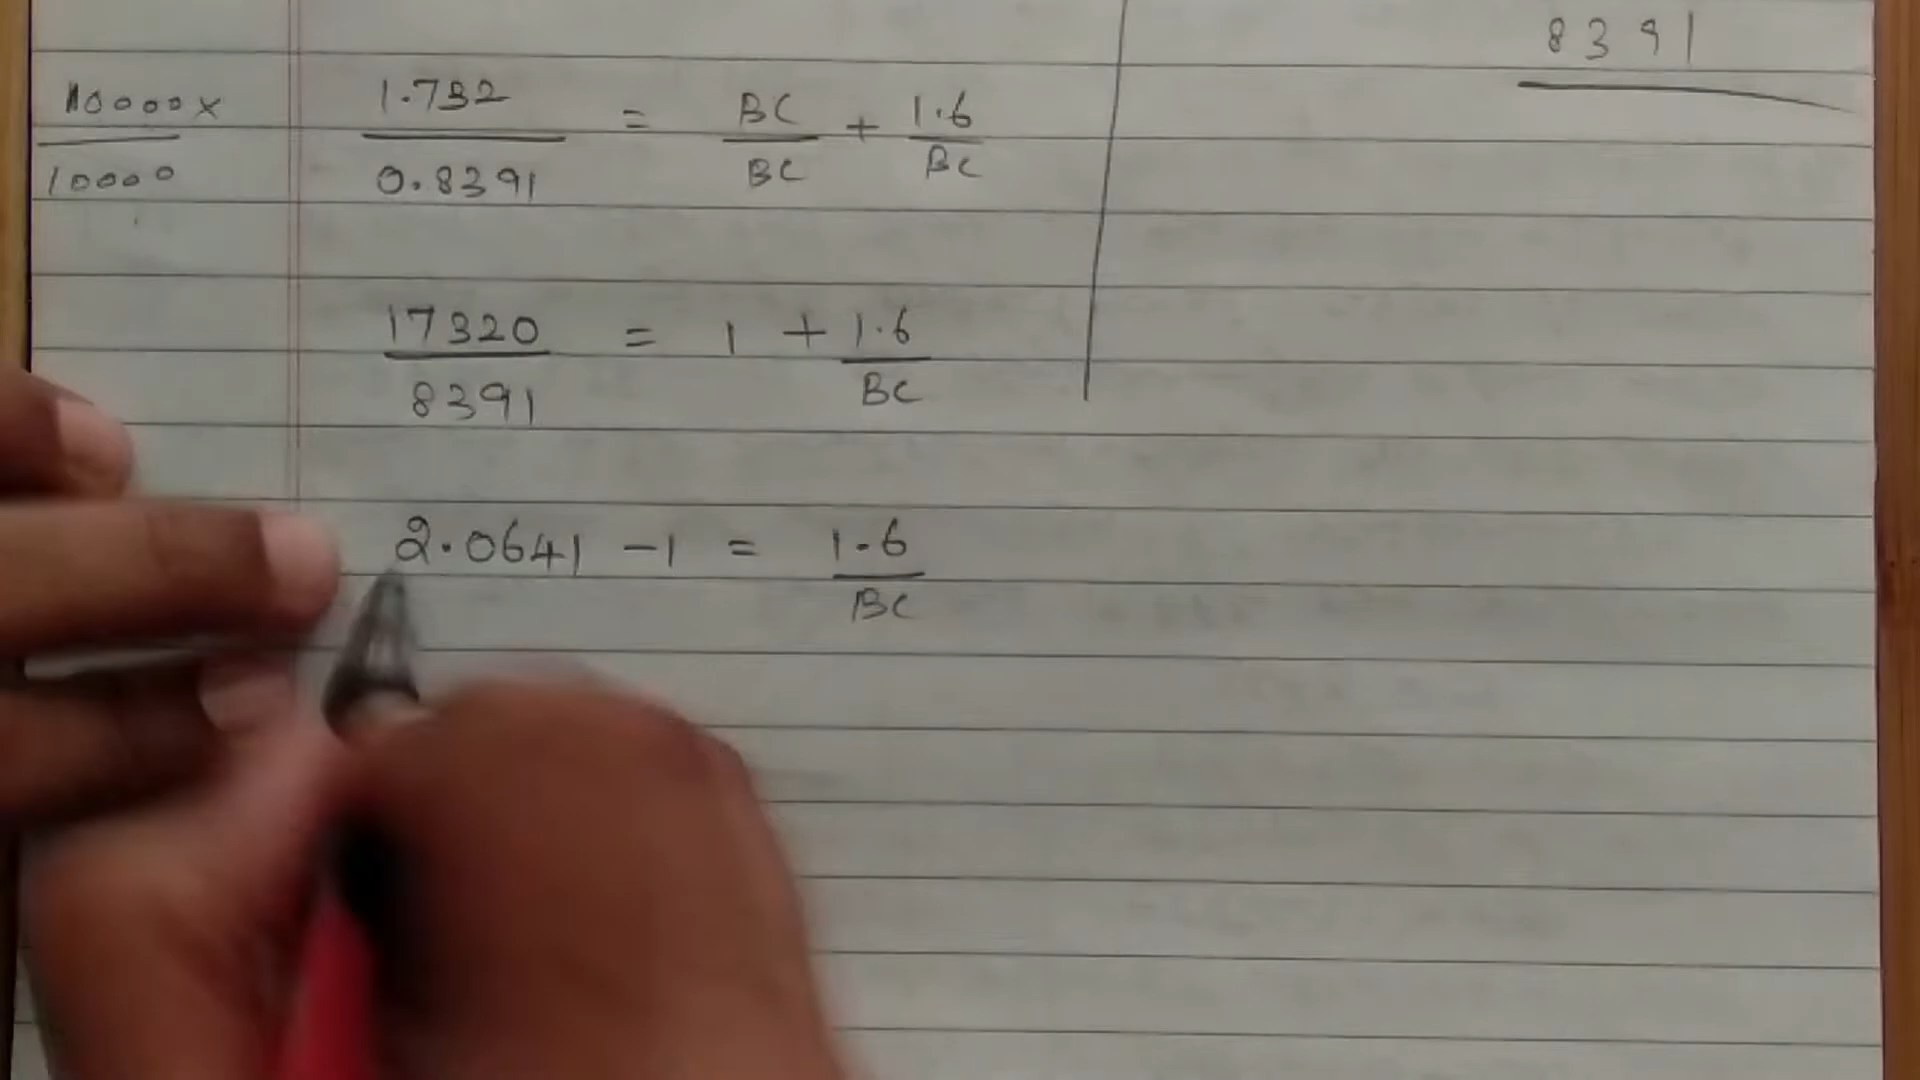 8391
10000 x 1.732 = BC + 1.6
10000 0.8391 BC BC
17320 = 1 + 1.6
8391 BC
2.0641 - 1 = 1.6
BC